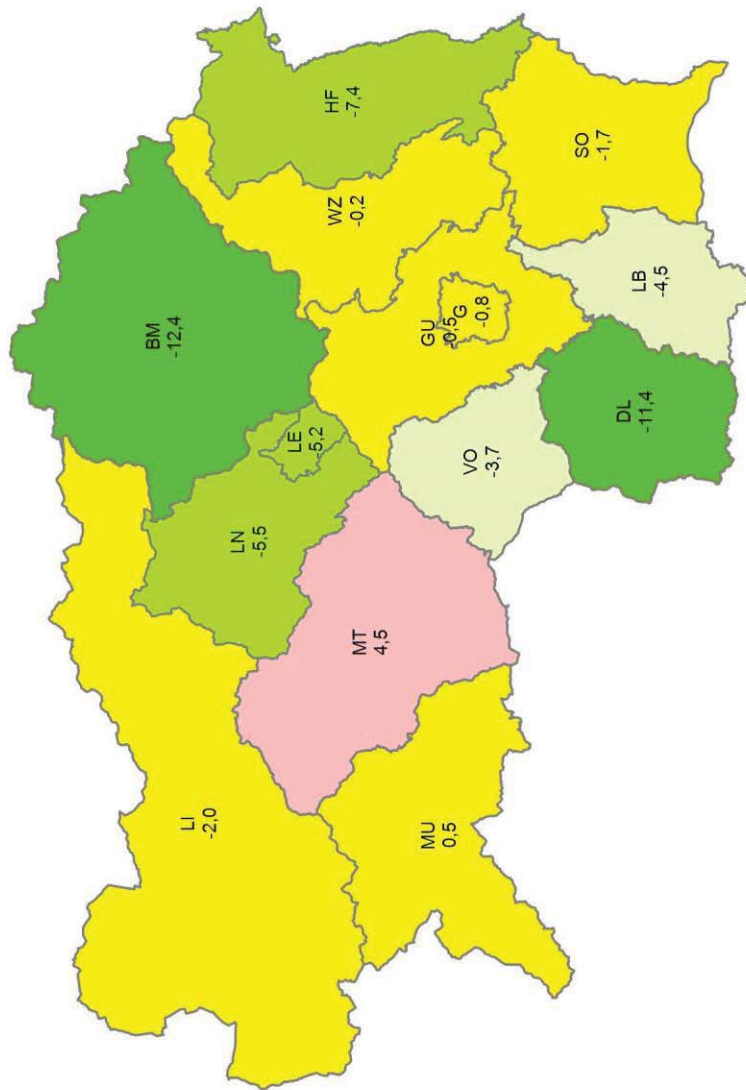 BM
-12,4
LI
-2,0
LN
-5,5
LE
-5,2
WZ
-0,2
HF
-7,4
MT
4,5
MU
0,5
GU
-0,5
G
-0,8
VO
-3,7
SO
-1,7
DL
-11,4
LB
-4,5